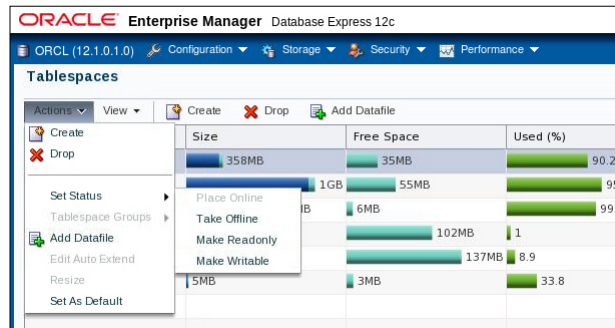 ORACLE Enterprise Manager Database Express 12c
ORCL (12.1.0.1.0) Configuration Storage Security Performance
Tablespaces
Actions View Create Drop Add Datafile
Create
Drop
Set Status
Tablespace Groups
Add Datafile
Edit Auto Extend
Resize
Set As Default
Place Online
Take Offline
Make Readonly
Make Writable
Size Free Space Used (%)
358MB 35MB 90.2
1GB 55MB
6MB 99
102MB 1
137MB 8.9
5MB 3MB 33.8